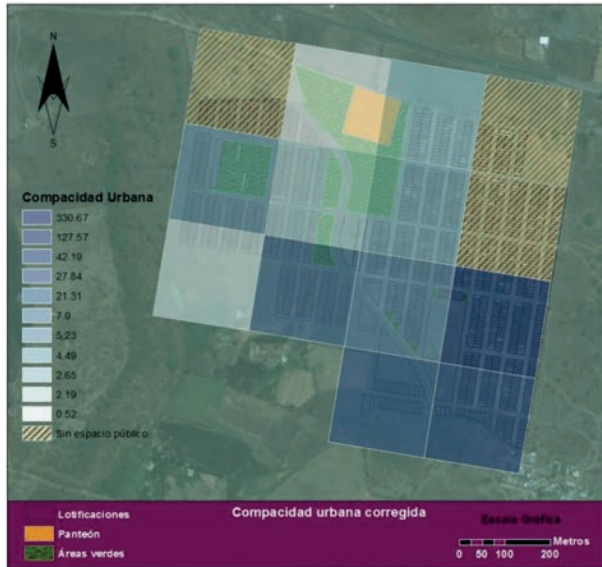 N
S
Compacidad Urbana
330.67
127.57
42.19
27.84
21.31
7.9
5.23
4.49
2.65
2.19
0.52
Sin espacio público
Lotificaciones
Panteón
Áreas verdes
Compacidad urbana corregida
Escala Gráfica
Metros
0 50 100 200